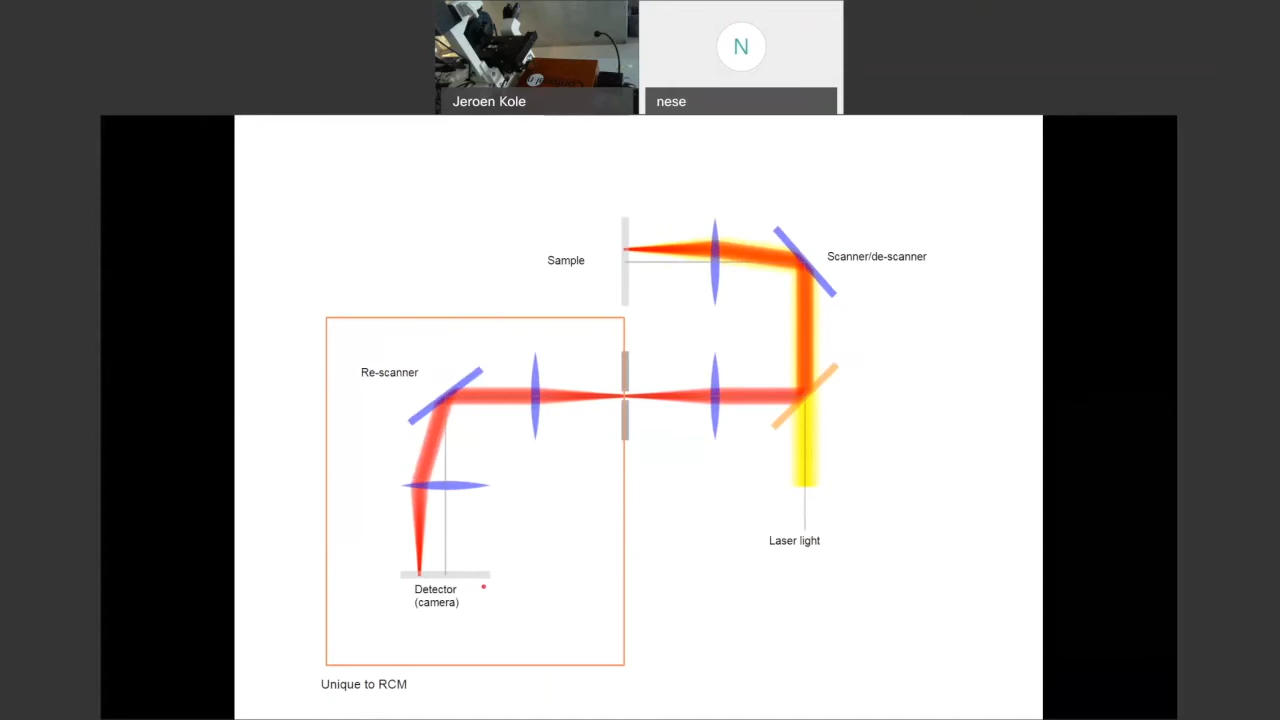 N
Jeroen Kole
nese
Sample
Scanner/de-scanner
Re-scanner
Laser light
Detector
(camera)
Unique to RCM